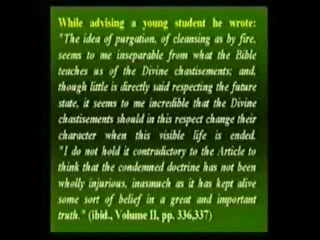 While advising a young student he wrote:
"The idea of purgation, of cleansing as by fire,
seems to me inseparable from what the Bible
teaches us of the Divine chastisements; and,
though little is directly said respecting the future
state, it seems to me incredible that the Divine
chastisements should in this respect change their
character when this visible life is ended.
"I do not hold it contradictory to the Article to
think that the condemned doctrine has not been
wholly injurious, inasmuch as it has kept alive
some sort of belief in a great and important
truth." (ibid., Volume II, pp. 336,337)